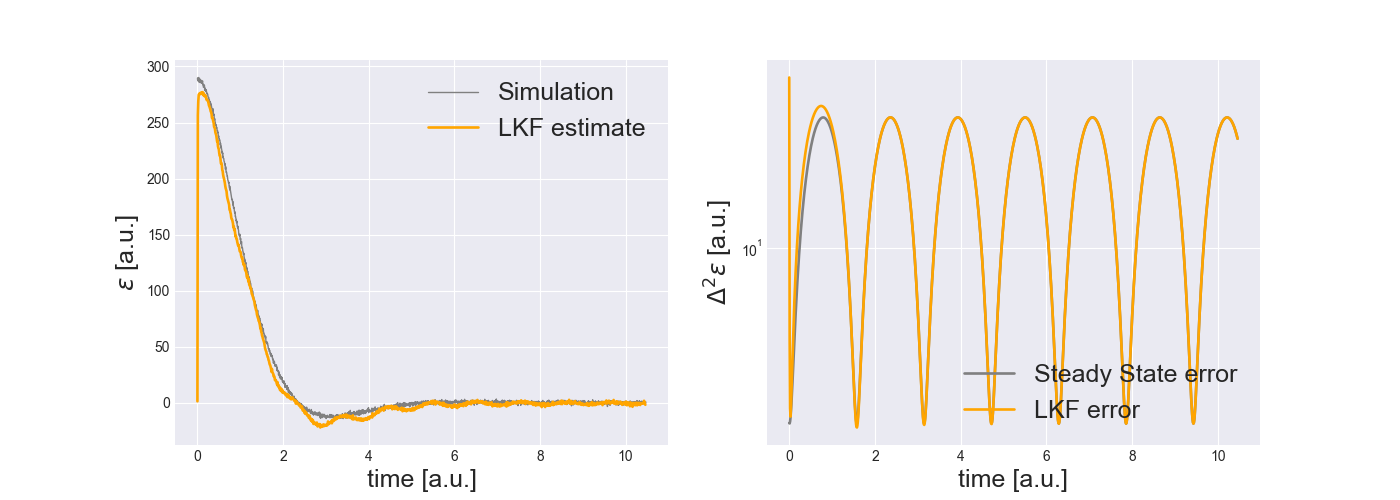 300
250
200
150
100
50
0
ε [a.u.]
0 2 4 6 8 10
time [a.u.]
Simulation
LKF estimate
10¹
Δ² ε [a.u.]
0 2 4 6 8 10
time [a.u.]
Steady State error
LKF error